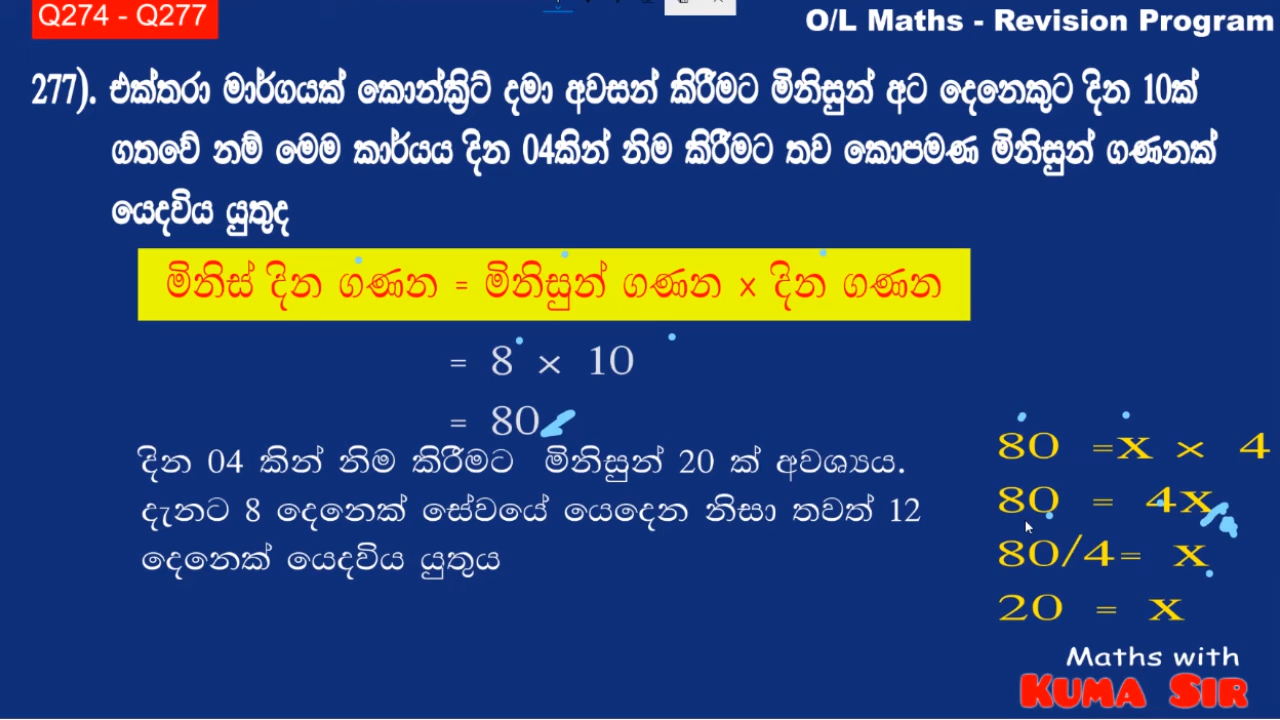 Q274 - Q277
O/L Maths - Revision Program
277). එක්තරා මාර්ගයක් කොන්ක්‍රිට් දමා අවසන් කිරීමට මිනිසුන් අට දෙනෙකුට දින 10ක්
ගතවේ නම් මෙම කාර්යය දින 04කින් නිම කිරීමට තව කොපමණ මිනිසුන් ගණනක්
යෙදවිය යුතුද
මිනිස් දින ගණන = මිනිසුන් ගණන × දින ගණන
= 8 × 10
= 80
දින 04 කින් නිම කිරීමට මිනිසුන් 20 ක් අවශ්‍යය.
දැනට 8 දෙනෙක් සේවයේ යෙදෙන නිසා තවත් 12
දෙනෙක් යෙදවිය යුතුය
80 =x × 4
80 = 4x
80/4= x
20 = x
Maths with
KUMA SIR